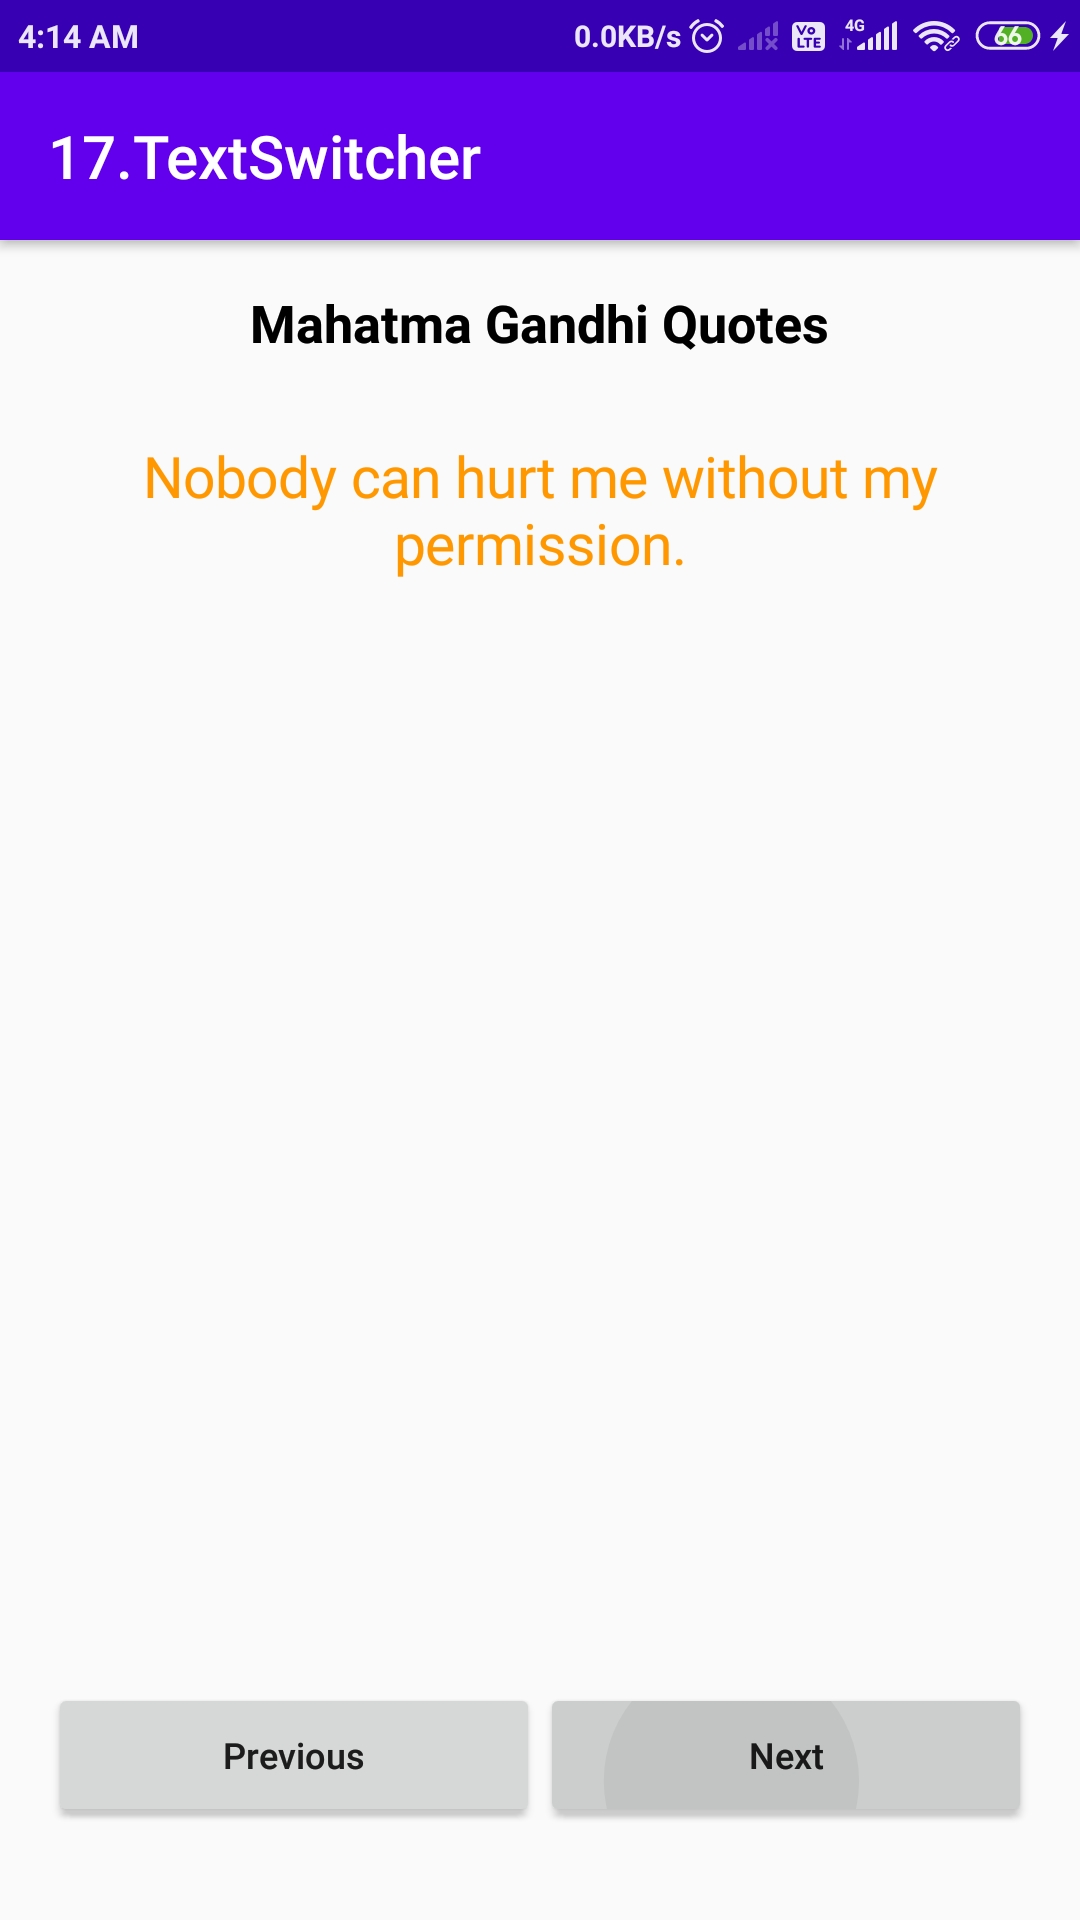 4:14 AM 0.0KB/s Vo LTE 4G 66
17.TextSwitcher
Mahatma Gandhi Quotes
Nobody can hurt me without my
permission.
Previous Next